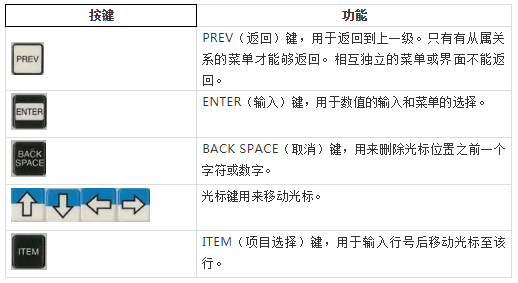 按键 功能
PREV PREV（返回）键，用于返回到上一级。只有有从属关
系的菜单才能够返回。相互独立的菜单或界面不能返
回。
ENTER ENTER（输入）键，用于数值的输入和菜单的选择。
BACK SPACE BACK SPACE（取消）键，用来删除光标位置之前一个
字符或数字。
光标键用来移动光标。
ITEM ITEM（项目选择）键，用于输入行号后移动光标至该
行。